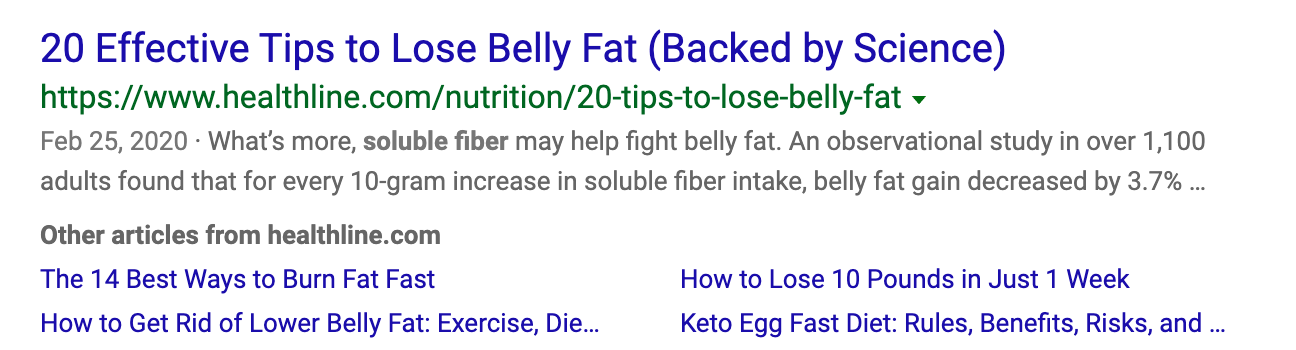 20 Effective Tips to Lose Belly Fat (Backed by Science)
https://www.healthline.com/nutrition/20-tips-to-lose-belly-fat
Feb 25, 2020 · What’s more, soluble fiber may help fight belly fat. An observational study in over 1,100
adults found that for every 10-gram increase in soluble fiber intake, belly fat gain decreased by 3.7% ...
Other articles from healthline.com
The 14 Best Ways to Burn Fat Fast
How to Lose 10 Pounds in Just 1 Week
How to Get Rid of Lower Belly Fat: Exercise, Die...
Keto Egg Fast Diet: Rules, Benefits, Risks, and ...